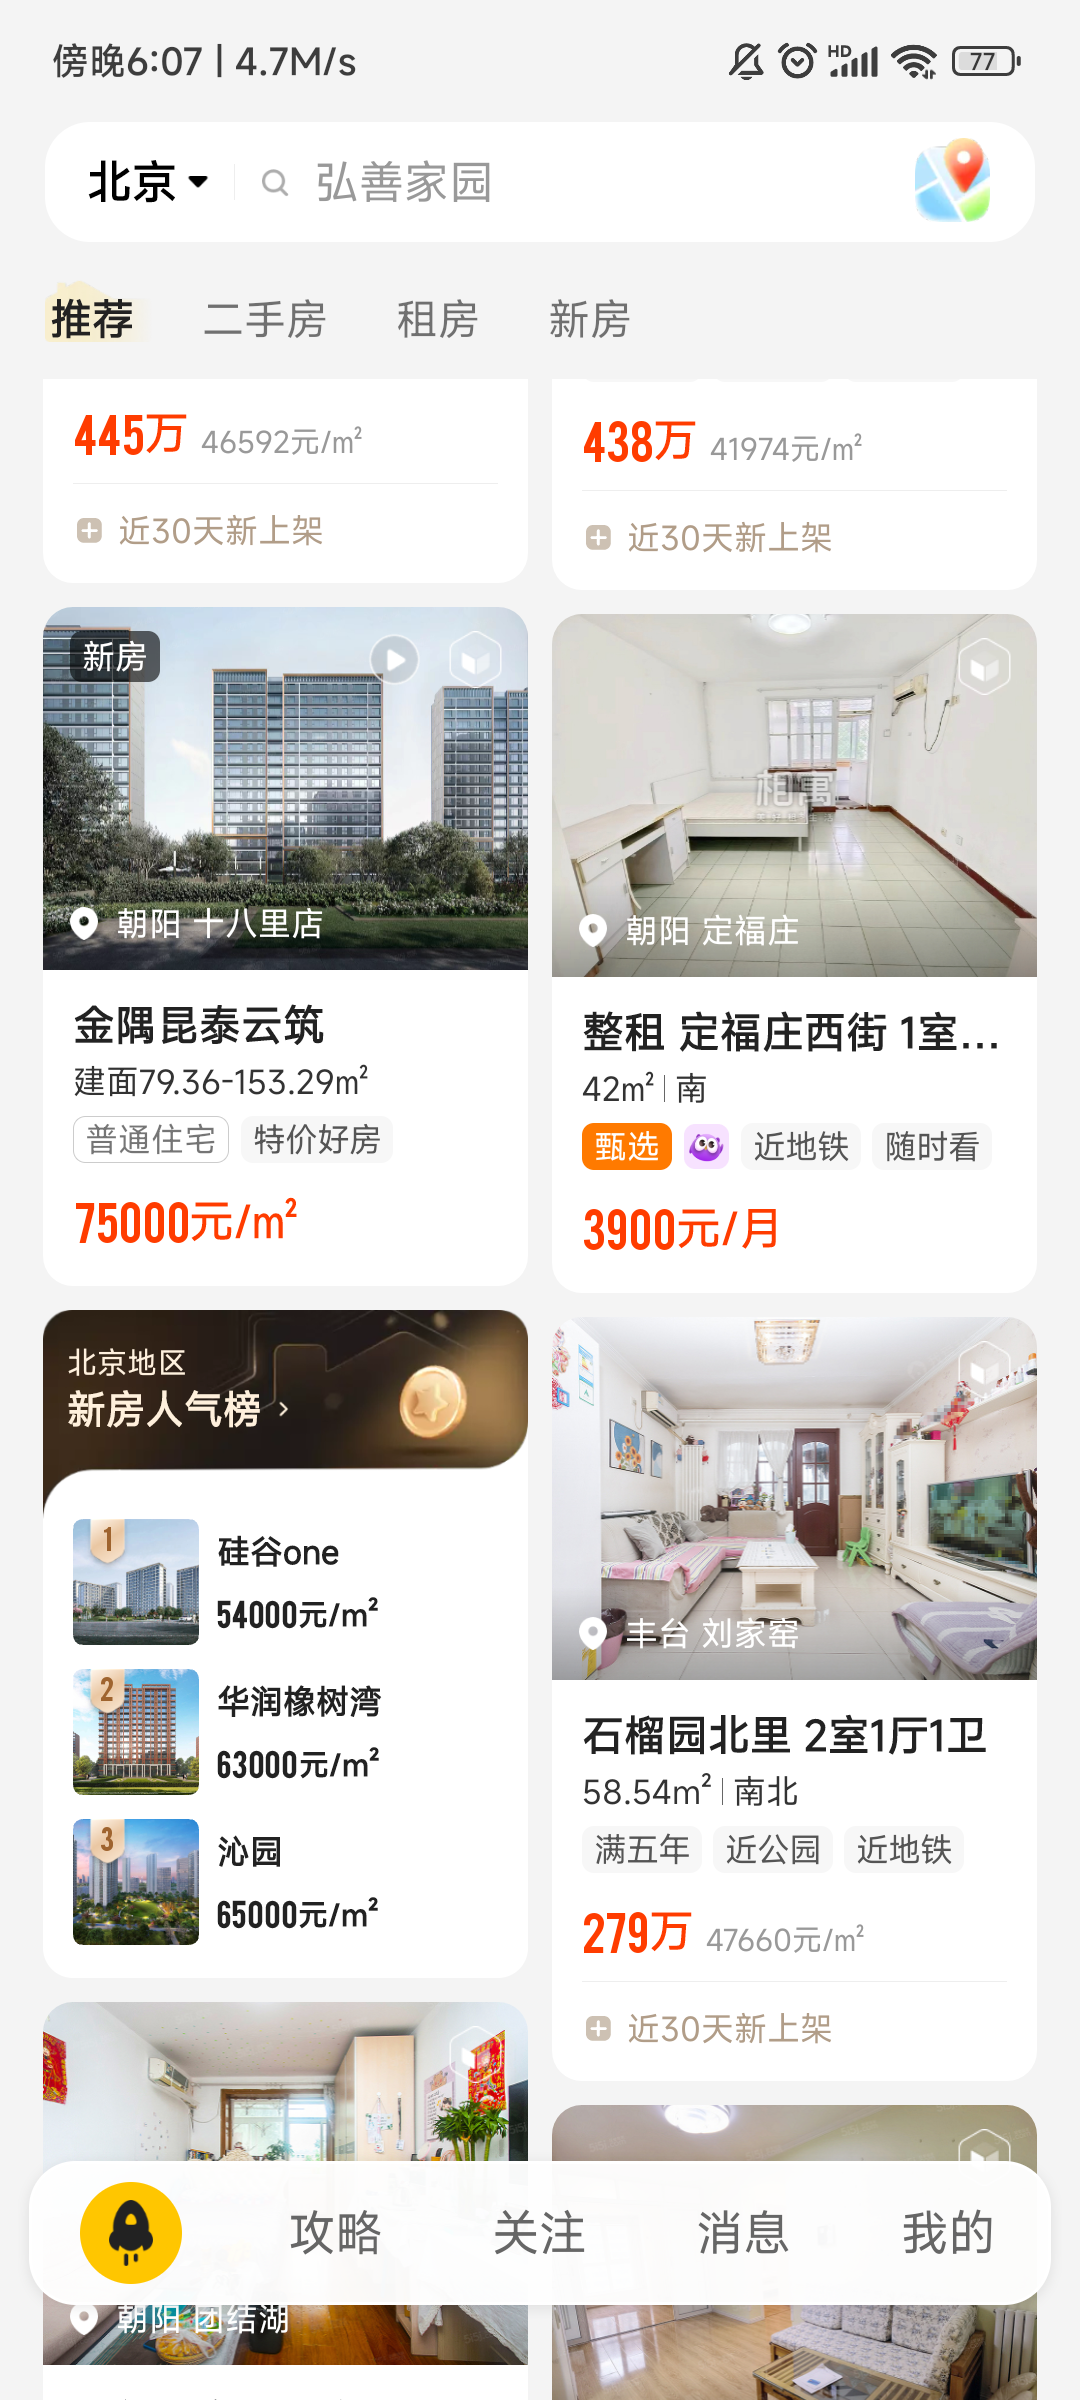 傍晚6:07 | 4.7M/s
HD
77
北京
弘善家园
推荐
二手房
租房
新房
445万 46592元/m²
近30天新上架
438万 41974元/m²
近30天新上架
新房
朝阳 十八里店
金隅昆泰云筑
建面79.36-153.29m²
普通住宅
特价好房
75000元/m²
相寓
朝阳 定福庄
整租 定福庄西街 1室...
42m² | 南
甄选
近地铁
随时看
3900元/月
北京地区
新房人气榜 ›
1
硅谷one
54000元/m²
2
华润橡树湾
63000元/m²
3
沁园
65000元/m²
丰台 刘家窑
石榴园北里 2室1厅1卫
58.54m² | 南北
满五年
近公园
近地铁
279万 47660元/m²
近30天新上架
朝阳 团结湖
攻略
关注
消息
我的